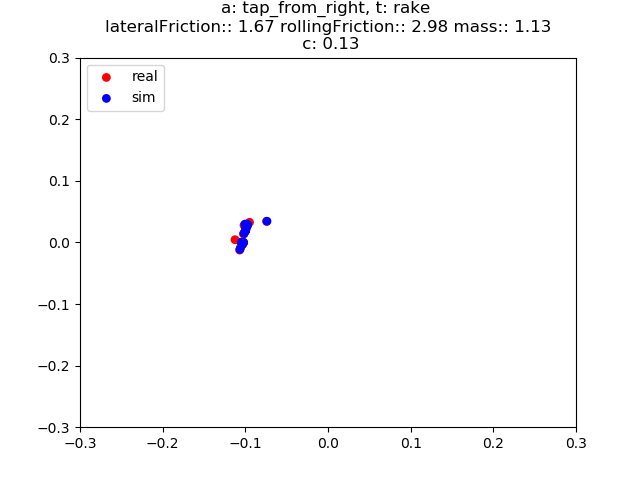 a: tap_from_right, t: rake
lateralFriction:: 1.67 rollingFriction:: 2.98 mass:: 1.13
c: 0.13
real
sim
0.3
0.2
0.1
0.0
−0.1
−0.2
−0.3
−0.3 −0.2 −0.1 0.0 0.1 0.2 0.3